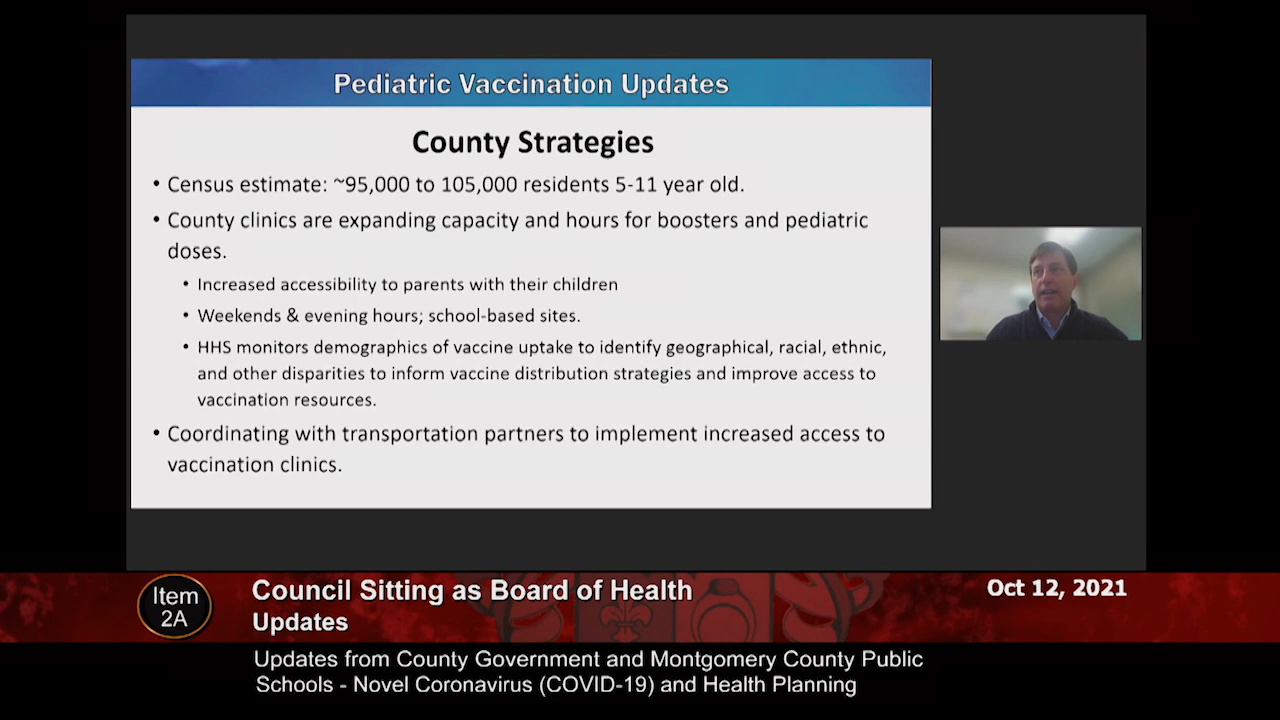 Pediatric Vaccination Updates
County Strategies
• Census estimate: ~95,000 to 105,000 residents 5-11 year old.
• County clinics are expanding capacity and hours for boosters and pediatric
doses.
• Increased accessibility to parents with their children
• Weekends & evening hours; school-based sites.
• HHS monitors demographics of vaccine uptake to identify geographical, racial, ethnic,
and other disparities to inform vaccine distribution strategies and improve access to
vaccination resources.
• Coordinating with transportation partners to implement increased access to
vaccination clinics.
Item
2A
Council Sitting as Board of Health
Updates
Oct 12, 2021
Updates from County Government and Montgomery County Public
Schools - Novel Coronavirus (COVID-19) and Health Planning